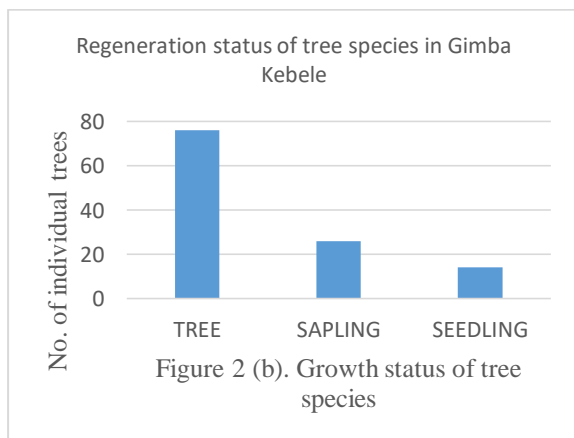 Regeneration status of tree species in Gimba
Kebele
No. of individual trees
80
60
40
20
0
TREE SAPLING SEEDLING
Figure 2 (b). Growth status of tree
species